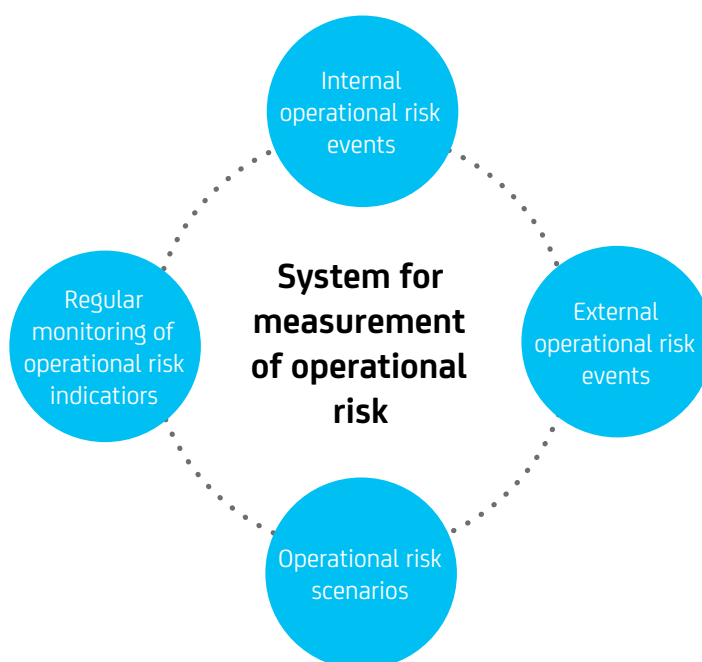 Internal
operational risk
events
System for
measurement
of operational
risk
Regular
monitoring of
operational risk
indicatiors
External
operational risk
events
Operational risk
scenarios